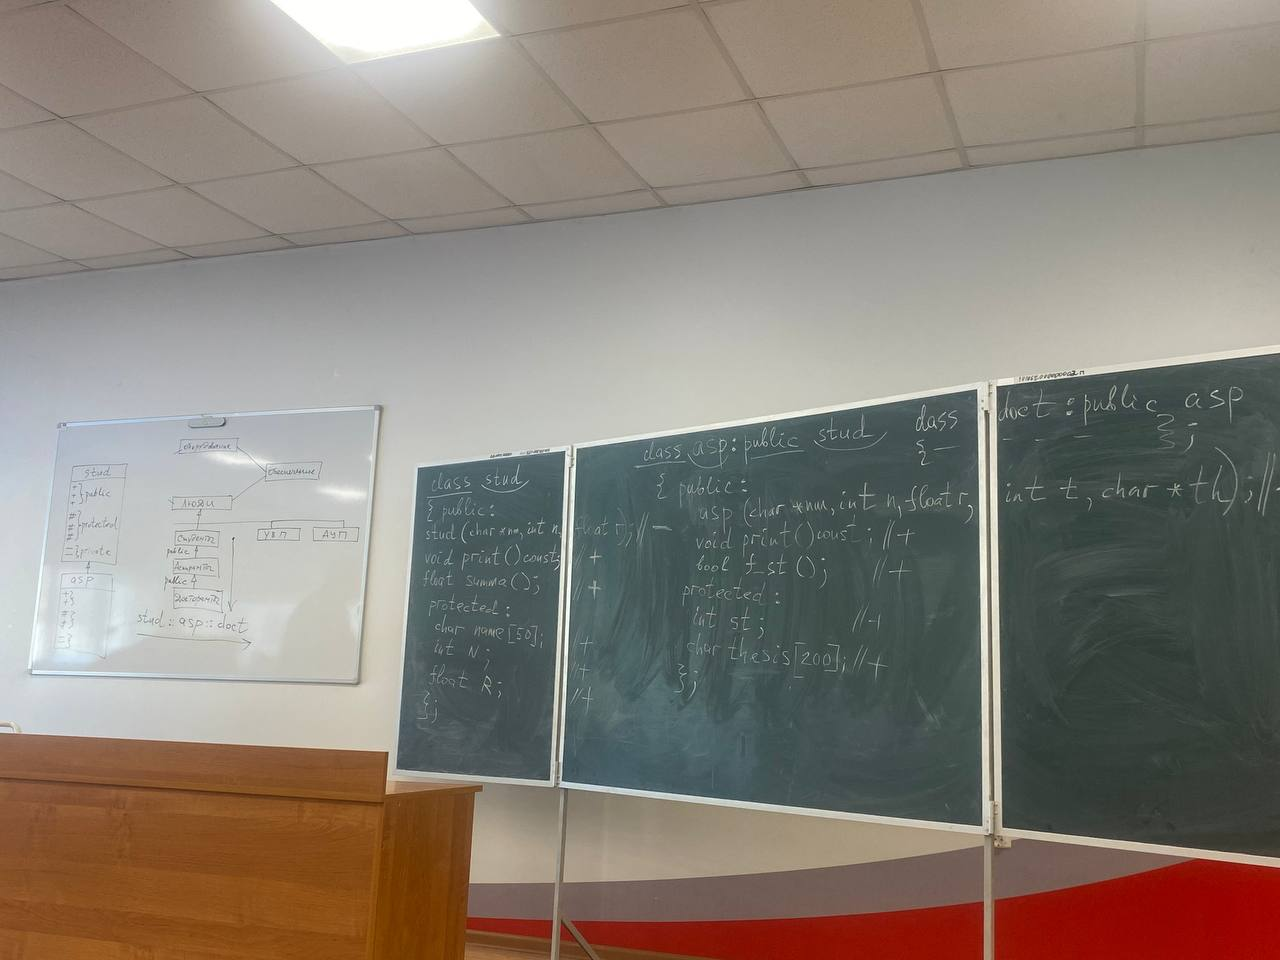 stud
+
+ } public
+
#
# } protected
#
= } private
asp
+ }
+
# }
= }
Оборудование
Обеспечение
Люди
УВП
АУП
Студенты
public
Аспиранты
public
Докторанты
stud :: asp :: doct
class stud
{ public:
stud (char *nm, int n, float r); // —
void print () const; // +
float summa (); // +
protected:
char name [50]; // +
int N; // +
float R; // +
};
class asp: public stud
{ public:
asp (char *nm, int n, float r, int t, char *th); // -
void print () const; // +
bool f_st (); // +
protected:
int st; // +
char thesis [200]; // +
};
class doct : public asp
{ — — — — };